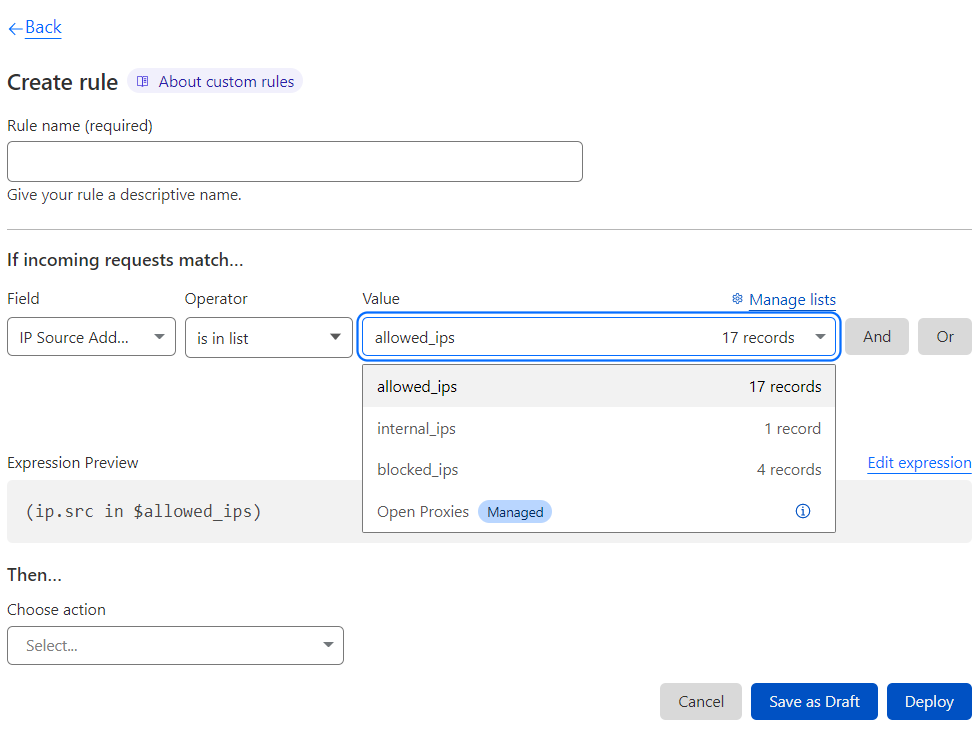 ←Back
Create rule About custom rules
Rule name (required)
Give your rule a descriptive name.
If incoming requests match...
Field Operator Value Manage lists
IP Source Add... is in list allowed_ips 17 records And Or
allowed_ips 17 records
internal_ips 1 record
blocked_ips 4 records
Open Proxies Managed
Expression Preview Edit expression
(ip.src in $allowed_ips)
Then...
Choose action
Select...
Cancel Save as Draft Deploy